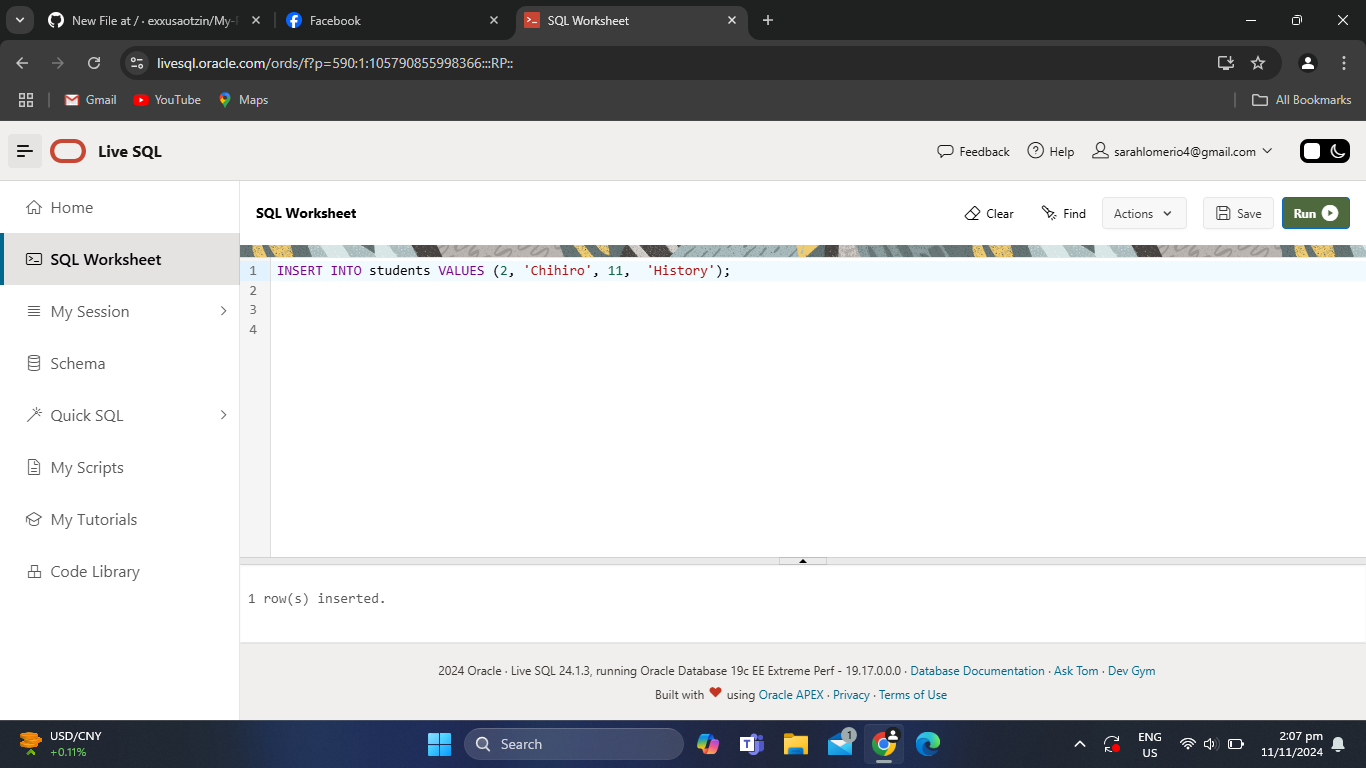 New File at / · exxusaotzin/My-
Facebook
SQL Worksheet
livesql.oracle.com/ords/f?p=590:1:105790855998366:::RP::
Gmail
YouTube
Maps
All Bookmarks
Live SQL
Feedback
Help
sarahlomerio4@gmail.com
Home
SQL Worksheet
My Session
Schema
Quick SQL
My Scripts
My Tutorials
Code Library
SQL Worksheet
Clear
Find
Actions
Save
Run
1 INSERT INTO students VALUES (2, 'Chihiro', 11,  'History');
2
3
4
1 row(s) inserted.
2024 Oracle · Live SQL 24.1.3, running Oracle Database 19c EE Extreme Perf - 19.17.0.0.0 · Database Documentation · Ask Tom · Dev Gym
Built with ❤ using Oracle APEX · Privacy · Terms of Use
USD/CNY
+0.11%
Search
1
ENG
US
2:07 pm
11/11/2024